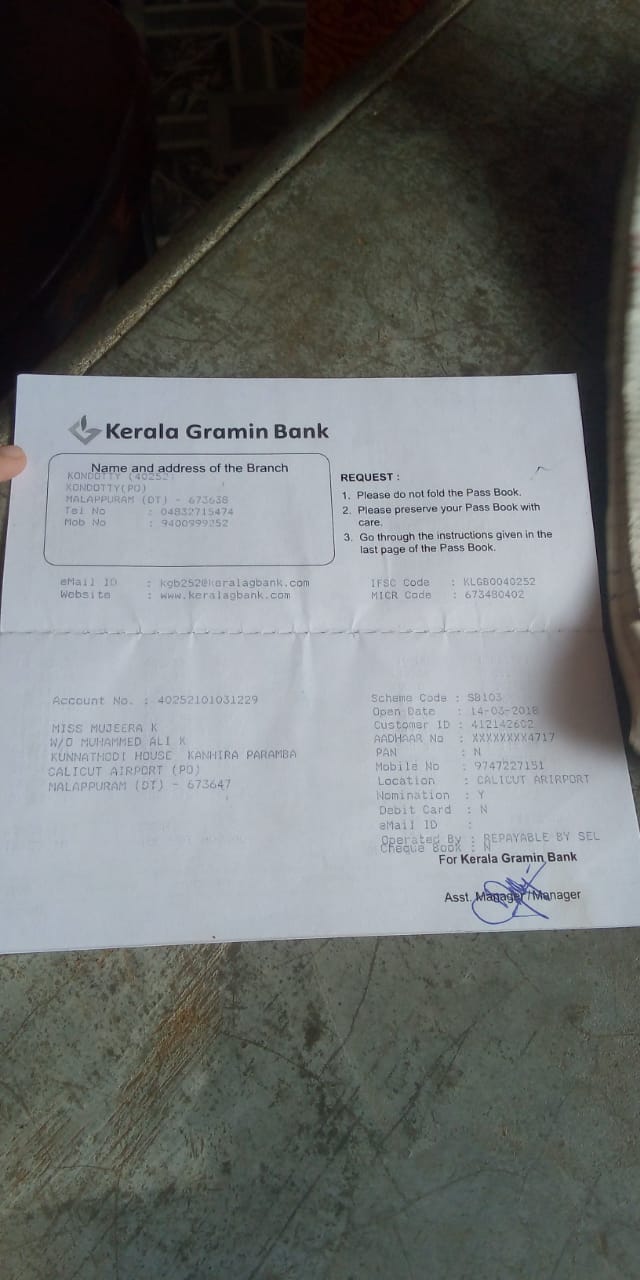 Kerala Gramin Bank
Name and address of the Branch
KONDOTTY (40252)
KONDOTTY(PO)
MALAPPURAM (DT) - 673638
Tel No : 04832715474
Mob No : 9400999252
REQUEST :
1. Please do not fold the Pass Book.
2. Please preserve your Pass Book with
care.
3. Go through the instructions given in the
last page of the Pass Book.
eMail ID : kgb252@keralagbank.com
Website : www.keralagbank.com
IFSC Code : KLGB0040252
MICR Code : 673480402
Account No. : 40252101031229
MISS MUJEERA K
W/O MUHAMMED ALI K
KUNNATHODI HOUSE KANHIRA PARAMBA
CALICUT AIRPORT (PO)
MALAPPURAM (DT) - 673647
Scheme Code : SB103
Open Date : 14-03-2018
Customer ID : 412142602
AADHAAR No : XXXXXXXX4717
PAN : N
Mobile No : 9747227151
Location : CALICUT ARIRPORT
Nomination : Y
Debit Card : N
eMail ID :
Operated By : REPAYABLE BY SEL
Cheque Book : N
For Kerala Gramin Bank
Asst. Manager / Manager